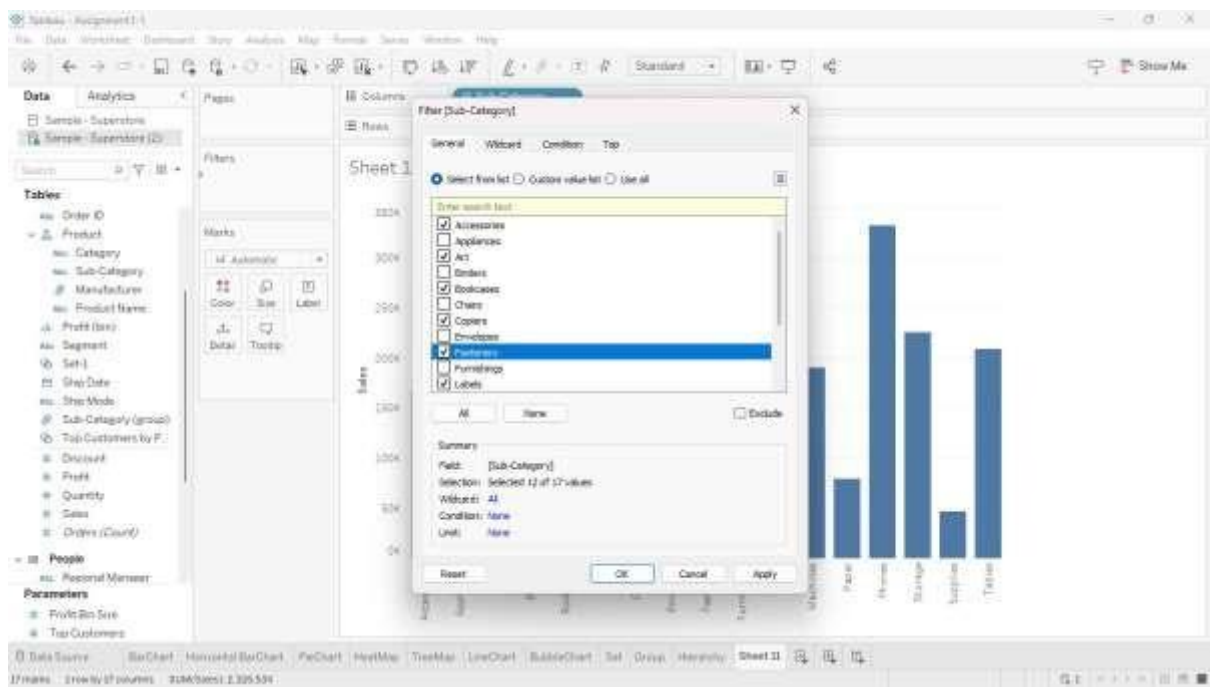 Tableau - Assignment1-1
File Data Worksheet Dashboard Story Analysis Map Format Server Window Help
Standard
Show Me
Data Analytics
Sample - Superstore
Sample - Superstore (2)
Search
Tables
Order ID
Product
Category
Sub-Category
Manufacturer
Product Name
Profit (bin)
Segment
Set-1
Ship Date
Ship Mode
Sub-Category (group)
Top Customers by P..
Discount
Profit
Quantity
Sales
Orders (Count)
People
Regional Manager
Parameters
Profit Bin Size
Top Customers
Pages
Filters
Marks
Automatic
Color Size Label
Detail Tooltip
Columns
Rows
Sheet 1
300K
250K
200K
150K
100K
50K
0K
Sales
Filter [Sub-Category]
General Wildcard Condition Top
Select from list Custom value list Use all
Enter search text
Accessories
Appliances
Art
Binders
Bookcases
Chairs
Copiers
Envelopes
Fasteners
Furnishings
Labels
All None Exclude
Summary
Field: [Sub-Category]
Selection: Selected 12 of 17 values
Wildcard: All
Condition: None
Limit: None
Reset OK Cancel Apply
Machines
Paper
Phones
Storage
Supplies
Tables
Data Source BarChart Horizontal BarChart PieChart HeatMap TreeMap LineChart BubbleChart Set Group Hierarchy Sheet 11
17 marks 1 row by 17 columns